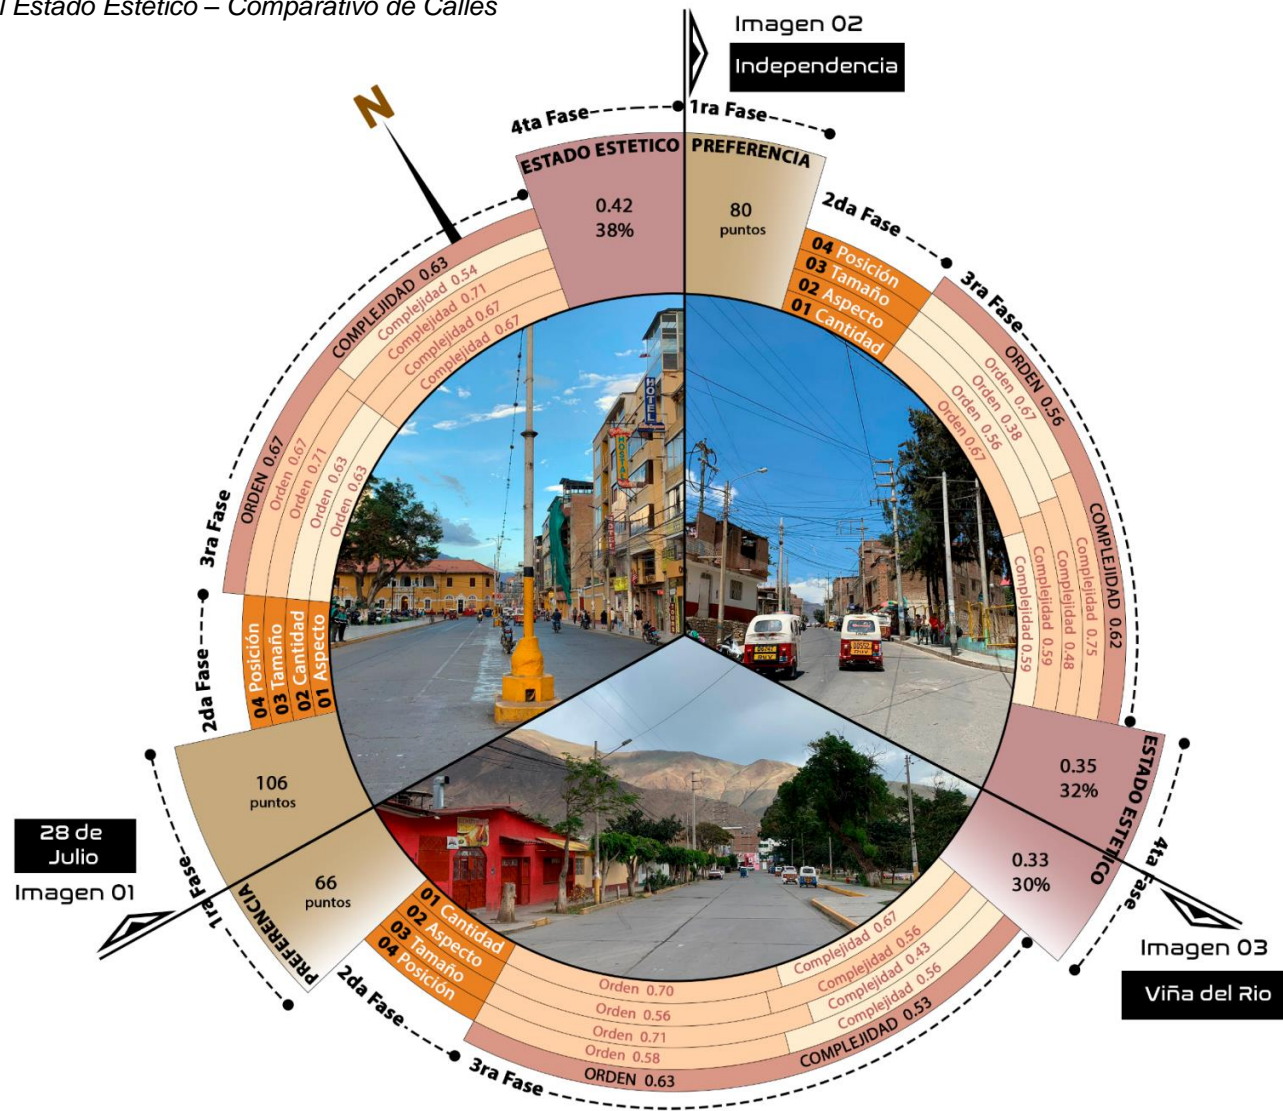 l Estado Estético – Comparativo de Calles
Imagen 02
Independencia
N
4ta Fase
1ra Fase
ESTADO ESTETICO
0.42
38%
PREFERENCIA
80
puntos
2da Fase
04 Posición
03 Tamaño
02 Aspecto
01 Cantidad
3ra Fase
ORDEN 0.56
Orden 0.67
Orden 0.38
Orden 0.56
Orden 0.67
COMPLEJIDAD 0.62
Complejidad 0.75
Complejidad 0.48
Complejidad 0.59
Complejidad 0.59
ESTADO ESTETICO
0.35
32%
0.33
30%
4ta Fase
Imagen 03
Viña del Rio
COMPLEJIDAD 0.63
Complejidad 0.54
Complejidad 0.71
Complejidad 0.67
Complejidad 0.67
HOTEL
HOSTAL
3ra Fase
ORDEN 0.67
Orden 0.67
Orden 0.71
Orden 0.63
Orden 0.63
2da Fase
04 Posición
03 Tamaño
02 Cantidad
01 Aspecto
106
puntos
28 de
Julio
Imagen 01
1ra Fase
66
puntos
PREFERENCIA
01 Cantidad
02 Aspecto
03 Tamaño
04 Posición
2da Fase
3ra Fase
Orden 0.70
Orden 0.56
Orden 0.71
Orden 0.58
ORDEN 0.63
Complejidad 0.67
Complejidad 0.56
Complejidad 0.43
Complejidad 0.56
COMPLEJIDAD 0.53